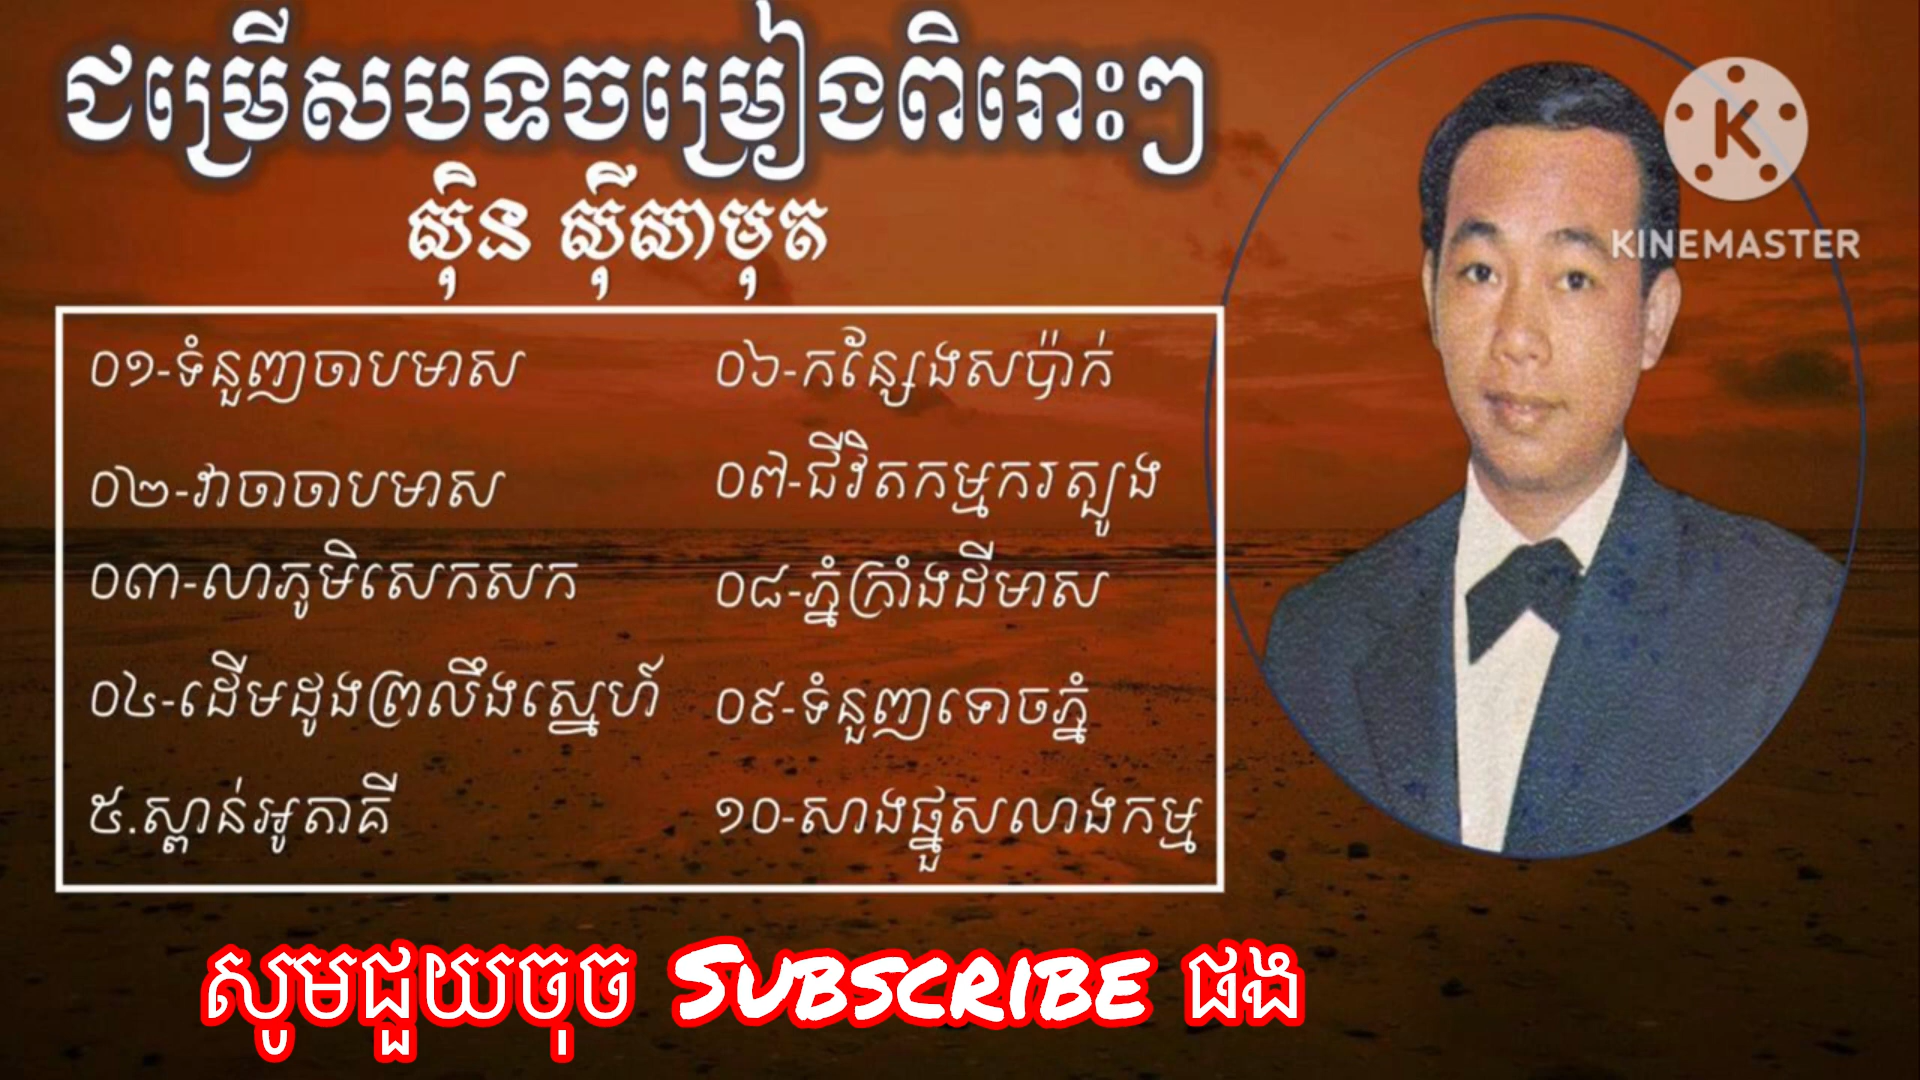 ជម្រើសបទចម្រៀងពិរោះៗ
ស៊ិន ស៊ីសាមុត
០១-ទំនួញចាបមាស
០២-វាចាចាបមាស
០៣-លាភូមិសេកសក
០៤-ដើមដូងព្រលឹងស្នេហ៍
៥.ស្ពាន់អូតាគី
០៦-កន្សែងសប៉ាក់
០៧-ជីវិតកម្មករត្បូង
០៨-ភ្នំក្រាំងដីមាស
០៩-ទំនួញទោចភ្នំ
១០-សាងផ្នួសលាងកម្ម
K
KINEMASTER
សូមជួយចុច SUBSCRIBE ផង